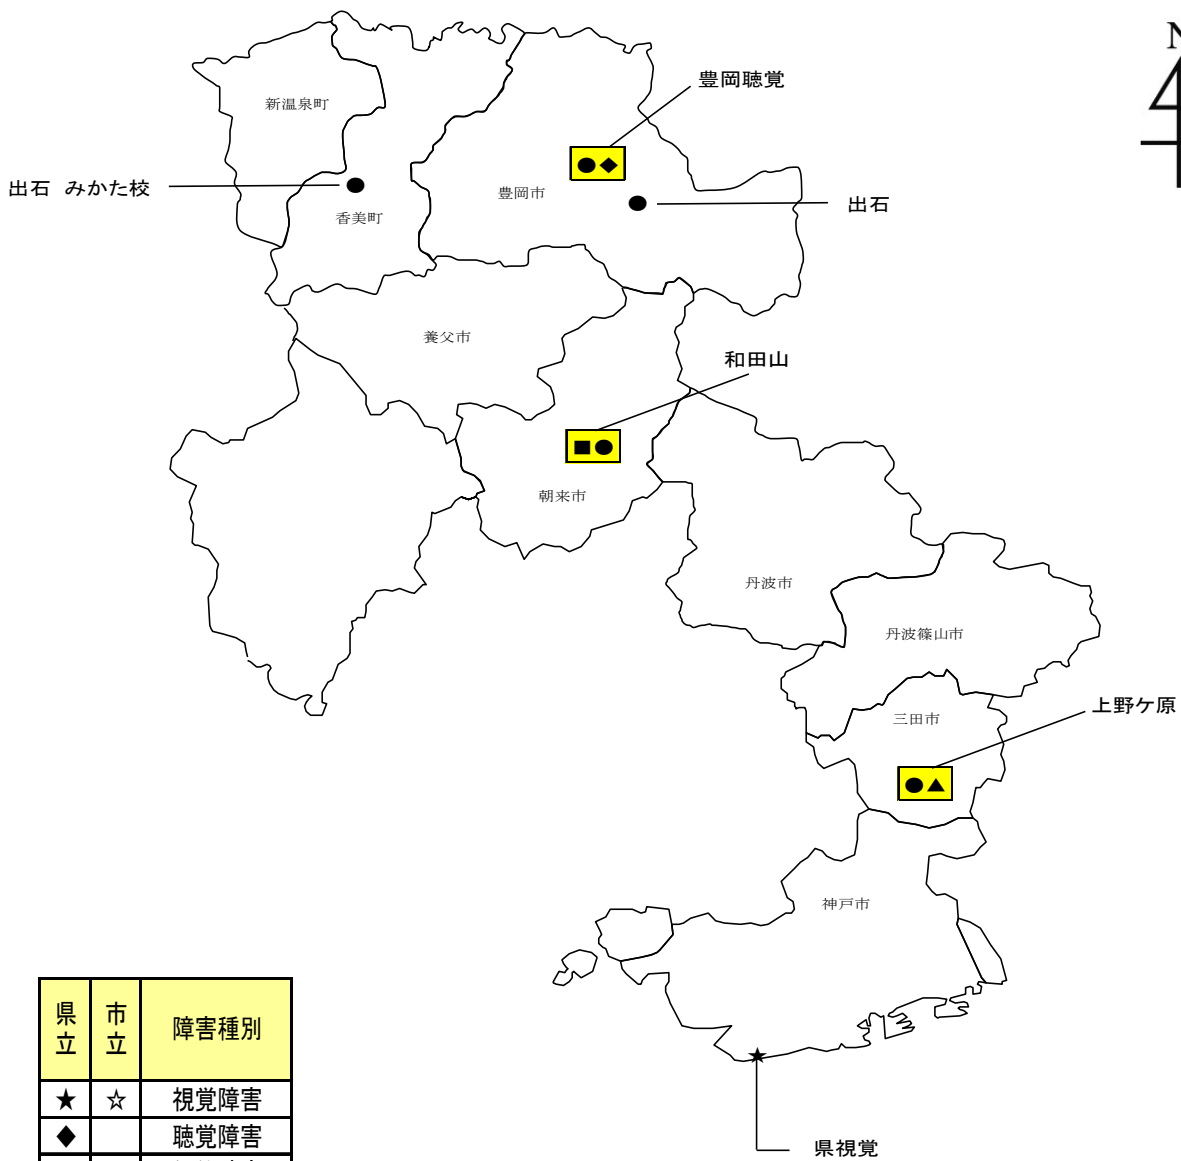 N
豊岡聴覚
新温泉町
出石 みかた校
豊岡市
香美町
出石
養父市
和田山
朝来市
丹波市
丹波篠山市
三田市
上野ケ原
神戸市
県立 市立 障害種別
★ ☆ 視覚障害
◆ 聴覚障害
県視覚